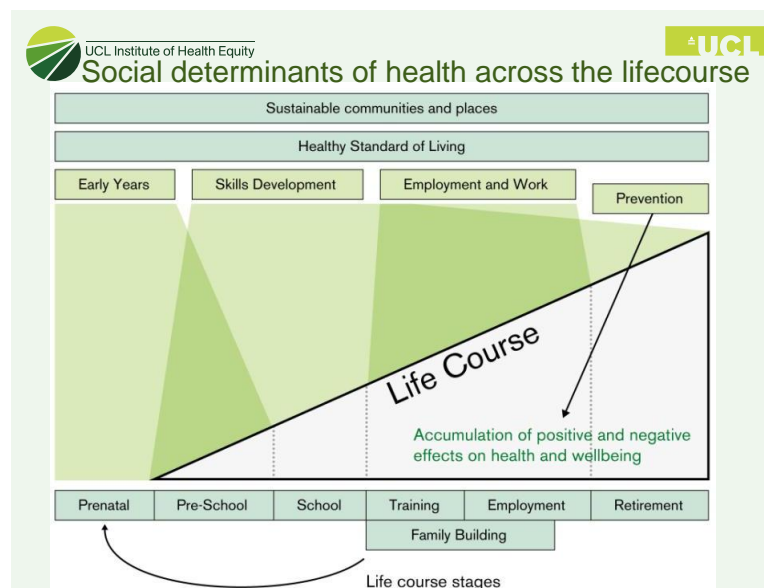 UCL Institute of Health Equity
UCL
Social determinants of health across the lifecourse
Sustainable communities and places
Healthy Standard of Living
Early Years
Skills Development
Employment and Work
Prevention
Life Course
Accumulation of positive and negative
effects on health and wellbeing
Prenatal
Pre-School
School
Training
Employment
Retirement
Family Building
Life course stages